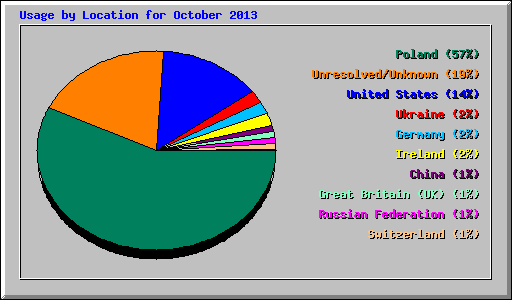 Usage by Location for October 2013
Poland (57%)
Unresolved/Unknown (19%)
United States (14%)
Ukraine (2%)
Germany (2%)
Ireland (2%)
China (1%)
Great Britain (UK) (1%)
Russian Federation (1%)
Switzerland (1%)